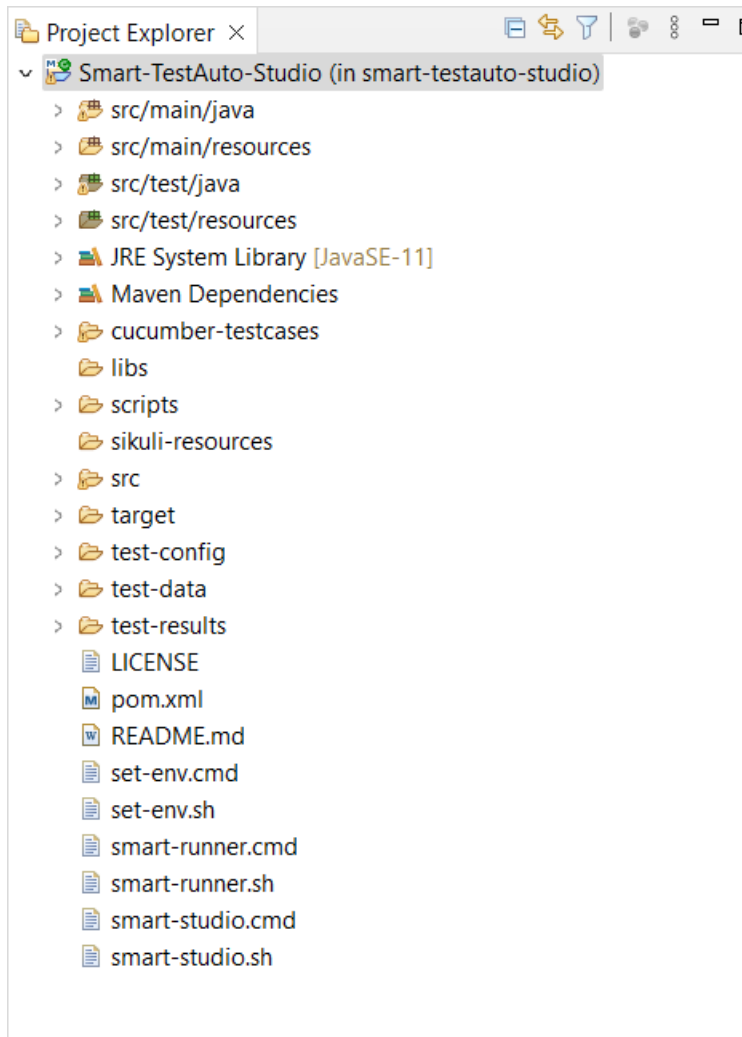 Project Explorer
Smart-TestAuto-Studio (in smart-testauto-studio)
src/main/java
src/main/resources
src/test/java
src/test/resources
JRE System Library [JavaSE-11]
Maven Dependencies
cucumber-testcases
libs
scripts
sikuli-resources
src
target
test-config
test-data
test-results
LICENSE
pom.xml
README.md
set-env.cmd
set-env.sh
smart-runner.cmd
smart-runner.sh
smart-studio.cmd
smart-studio.sh